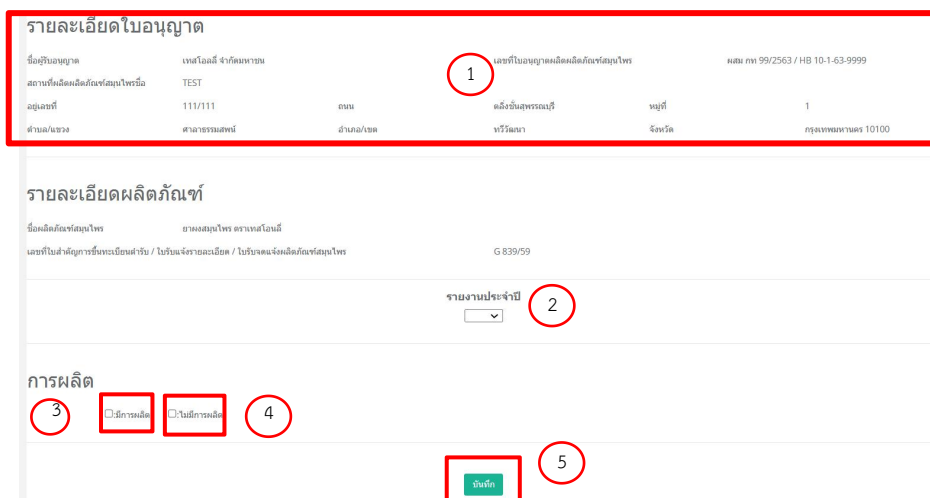 รายละเอียดใบอนุญาต
ชื่อผู้รับอนุญาต เทสโอลลี่ จำกัดมหาชน เลขที่ใบอนุญาตผลิตผลิตภัณฑ์สมุนไพร ผสม กท 99/2563 / HB 10-1-63-9999
1
สถานที่ผลิตผลิตภัณฑ์สมุนไพรชื่อ TEST
อยู่เลขที่ 111/111 ถนน ตลิ่งชันสุพรรณบุรี หมู่ที่ 1
ตำบล/แขวง ศาลาธรรมสพน์ อำเภอ/เขต ทวีวัฒนา จังหวัด กรุงเทพมหานคร 10100
รายละเอียดผลิตภัณฑ์
ชื่อผลิตภัณฑ์สมุนไพร ยาผงสมุนไพร ตราเทสโอนลี่
เลขที่ใบสำคัญการขึ้นทะเบียนตำรับ / ใบรับแจ้งรายละเอียด / ใบรับจดแจ้งผลิตภัณฑ์สมุนไพร G 839/59
รายงานประจำปี 2
การผลิต
3 :มีการผลิต :ไม่มีการผลิต 4
5
บันทึก